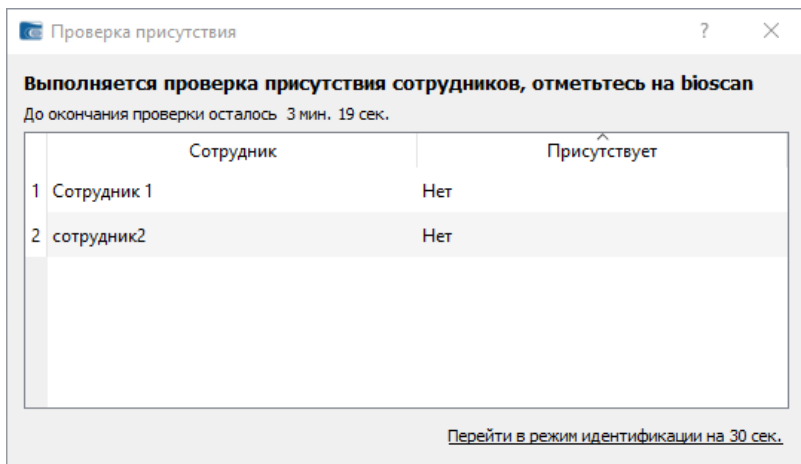 Проверка присутствия
?
Выполняется проверка присутствия сотрудников, отметьтесь на bioscan
До окончания проверки осталось 3 мин. 19 сек.
Сотрудник Присутствует
1 Сотрудник 1 Нет
2 сотрудник2 Нет
Перейти в режим идентификации на 30 сек.